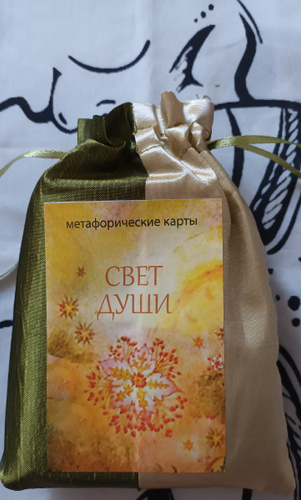 метафорические карты
СВЕТ
ДУШИ